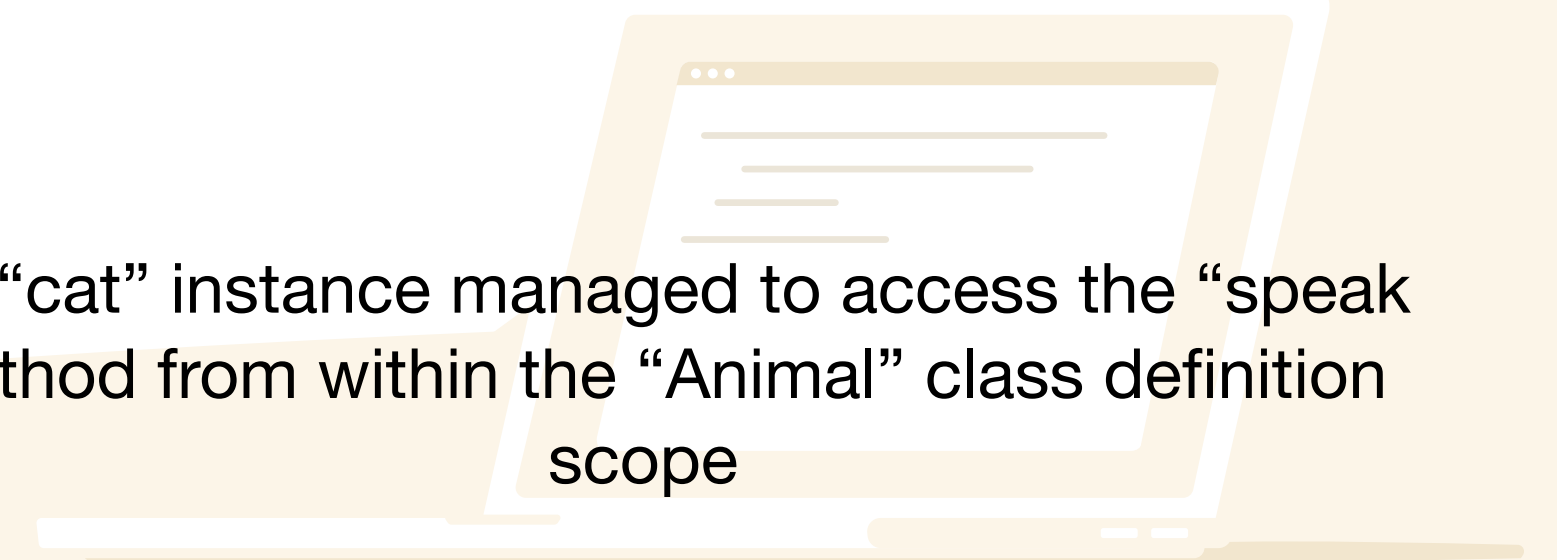 “cat” instance managed to access the “speak
thod from within the “Animal” class definition
scope